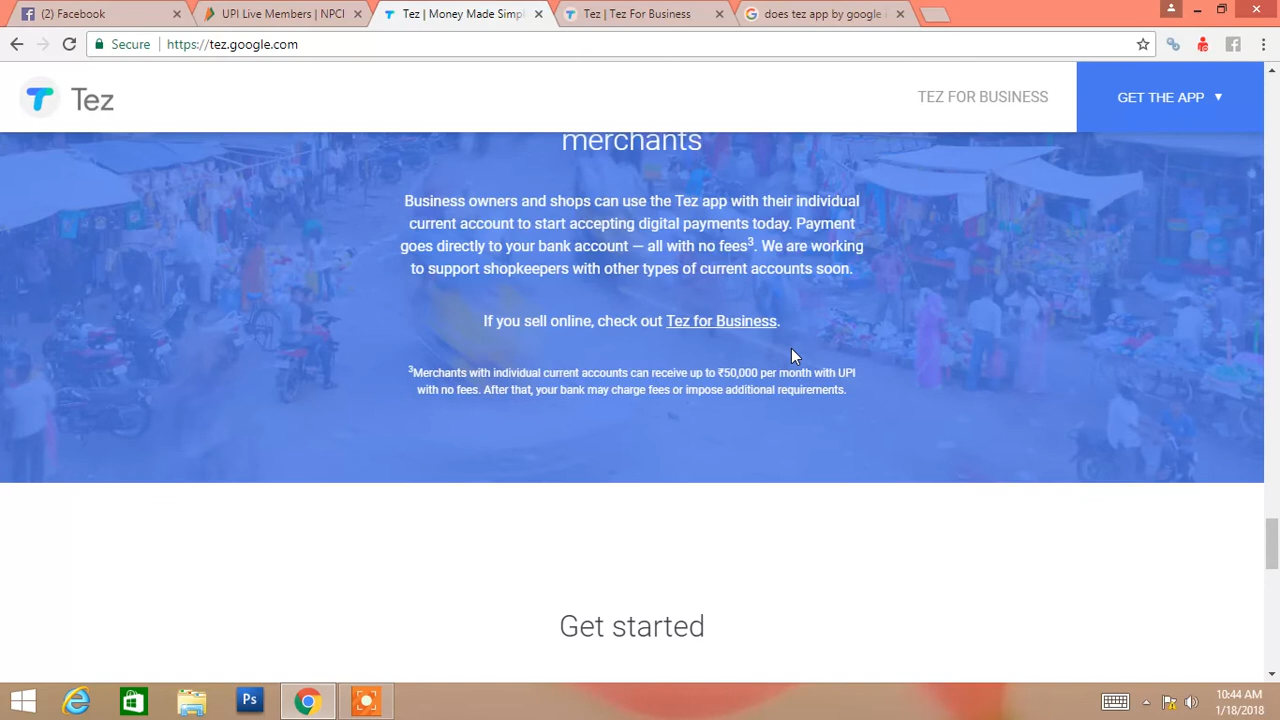 (2) Facebook
UPI Live Members | NPCI
Tez | Money Made Simpl
Tez | Tez For Business
does tez app by google
Secure
https://tez.google.com
Tez
TEZ FOR BUSINESS
GET THE APP
merchants
Business owners and shops can use the Tez app with their individual
current account to start accepting digital payments today. Payment
goes directly to your bank account — all with no fees³. We are working
to support shopkeepers with other types of current accounts soon.
If you sell online, check out Tez for Business.
³Merchants with individual current accounts can receive up to ₹50,000 per month with UPI
with no fees. After that, your bank may charge fees or impose additional requirements.
Get started
Ps
10:44 AM
1/18/2018